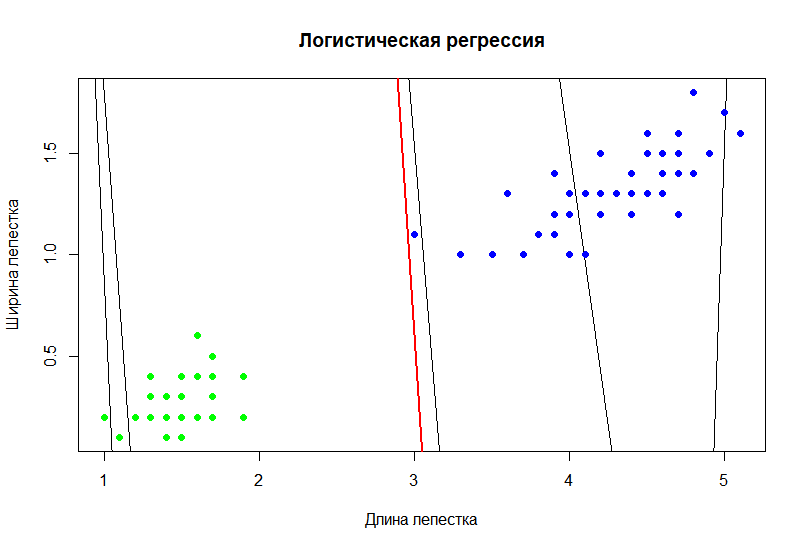 Логистическая регрессия
Ширина лепестка
1.5
1.0
0.5
1 2 3 4 5
Длина лепестка